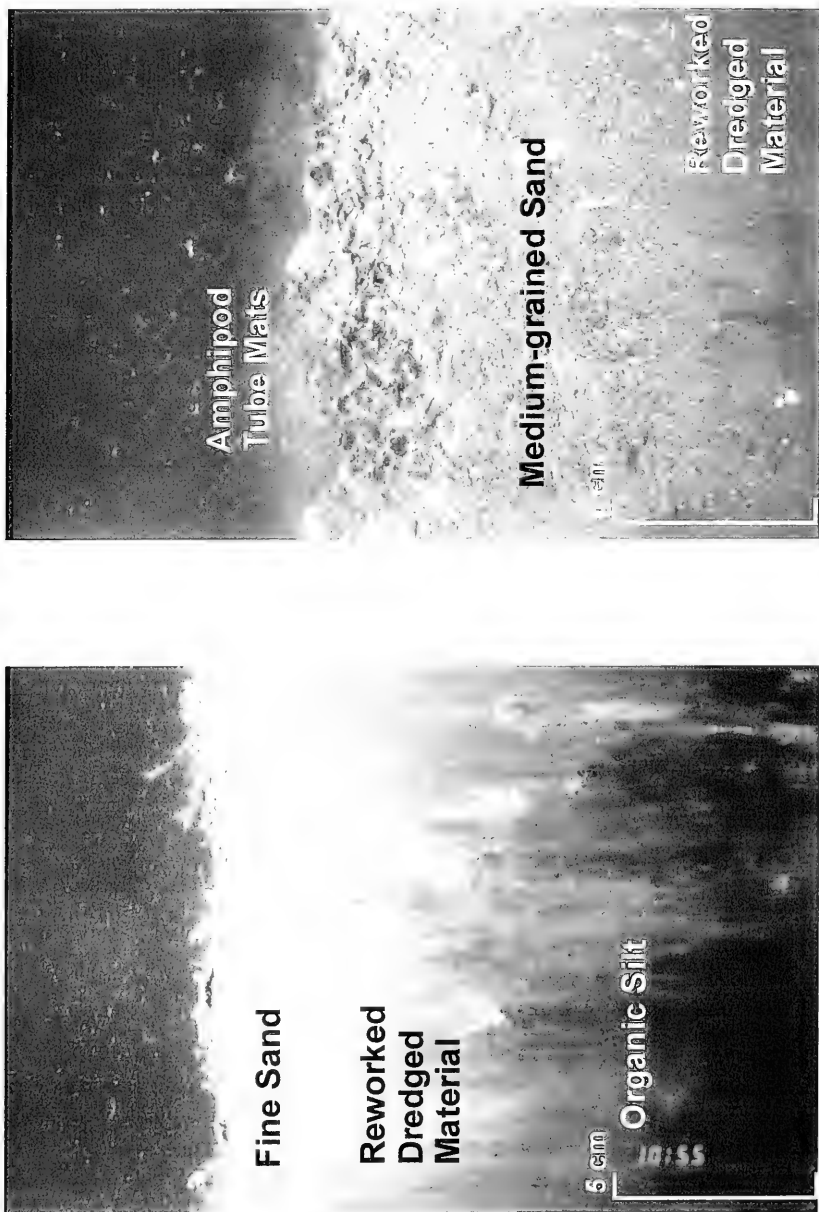 Fine Sand
Reworked
Dredged
Material
5 cm
Organic Silt
10:55
Amphipod
Tube Mats
Medium-grained Sand
cm
Reworked
Dredged
Material